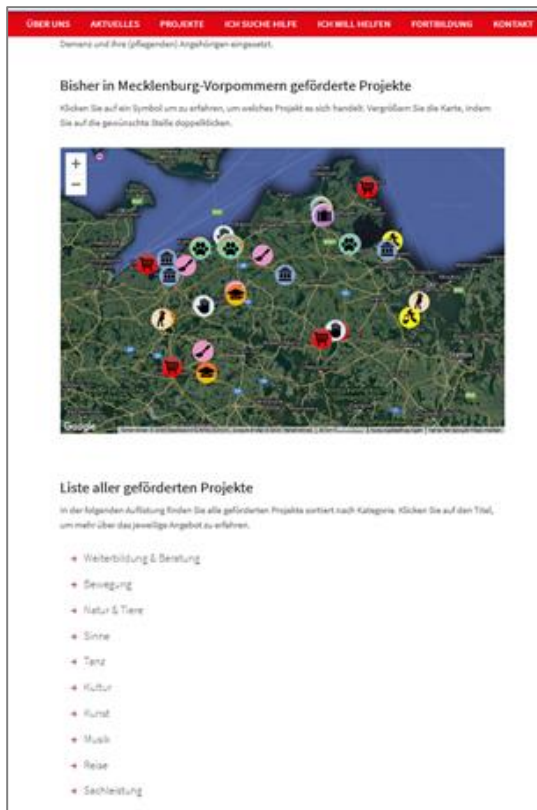 ÜBER UNS AKTUELLES PROJEKTE ICH SUCHE HILFE ICH WILL HELFEN FORTBILDUNG KONTAKT
Demenz und ihre (pflegenden) Angehörigen eingesetzt.
Bisher in Mecklenburg-Vorpommern geförderte Projekte
Klicken Sie auf ein Symbol um zu erfahren, um welches Projekt es sich handelt. Vergrößern Sie die Karte, indem
Sie auf die gewünschte Stelle doppelklicken.
+
−
Google
Liste aller geförderten Projekte
In der folgenden Auflistung finden Sie alle geförderten Projekte sortiert nach Kategorie. Klicken Sie auf den Titel,
um mehr über das jeweilige Angebot zu erfahren.
Weiterbildung & Beratung
Bewegung
Natur & Tiere
Sinne
Tanz
Kultur
Kunst
Musik
Reise
Sachleistung